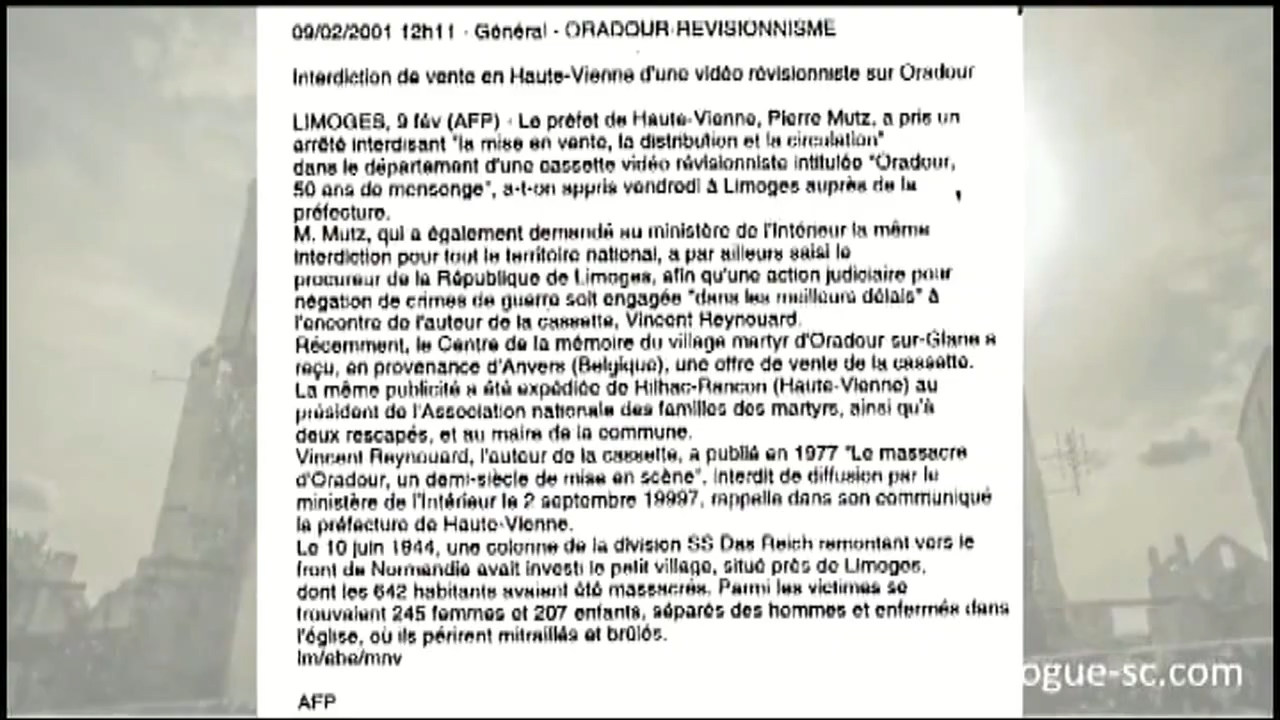 09/02/2001 12h11 - Général - ORADOUR-REVISIONNISME
Interdiction de vente en Haute-Vienne d'une vidéo révisionniste sur Oradour
LIMOGES, 9 fév (AFP) - Le préfet de Haute-Vienne, Pierre Mutz, a pris un
arrêté interdisant "la mise en vente, la distribution et la circulation"
dans le département d'une cassette vidéo révisionniste intitulée "Oradour,
50 ans de mensonge", a-t-on appris vendredi à Limoges auprès de la
préfecture.
M. Mutz, qui a également demandé au ministère de l'Intérieur la même
interdiction pour tout le territoire national, a par ailleurs saisi le
procureur de la République de Limoges, afin qu'une action judiciaire pour
négation de crimes de guerre soit engagée "dans les meilleurs délais" à
l'encontre de l'auteur de la cassette, Vincent Reynouard.
Récemment, le Centre de la mémoire du village martyr d'Oradour sur-Glane a
reçu, en provenance d'Anvers (Belgique), une offre de vente de la cassette.
La même publicité a été expédiée de Rilhac-Rancon (Haute-Vienne) au
président de l'Association nationale des familles des martyrs, ainsi qu'à
deux rescapés, et au maire de la commune.
Vincent Reynouard, l'auteur de la cassette, a publié en 1977 "Le massacre
d'Oradour, un demi-siècle de mise en scène", interdit de diffusion par le
ministère de l'Intérieur le 2 septembre 19997, rappelle dans son communiqué
la préfecture de Haute-Vienne.
Le 10 juin 1944, une colonne de la division SS Das Reich remontant vers le
front de Normandie avait investi le petit village, situé près de Limoges,
dont les 642 habitants avaient été massacrés. Parmi les victimes se
trouvaient 245 femmes et 207 enfants, séparés des hommes et enfermés dans
l'église, où ils périrent mitraillés et brûlés.
lm/abe/mnv
AFP
ogue-sc.com